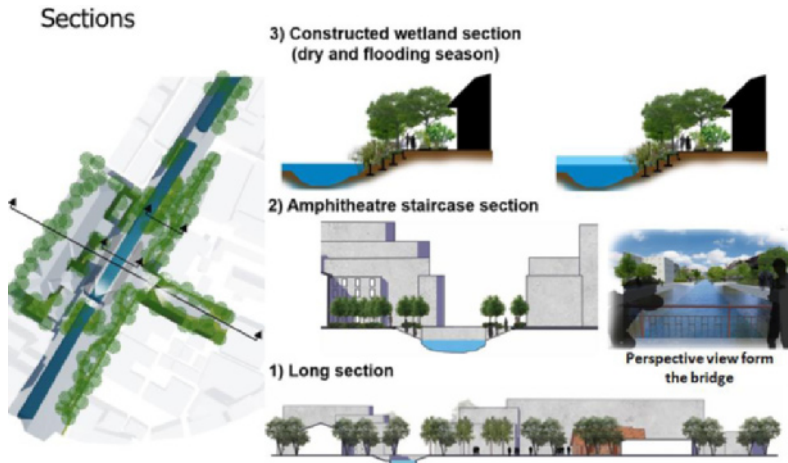 Sections
3) Constructed wetland section
(dry and flooding season)
2) Amphitheatre staircase section
Perspective view form
the bridge
1) Long section